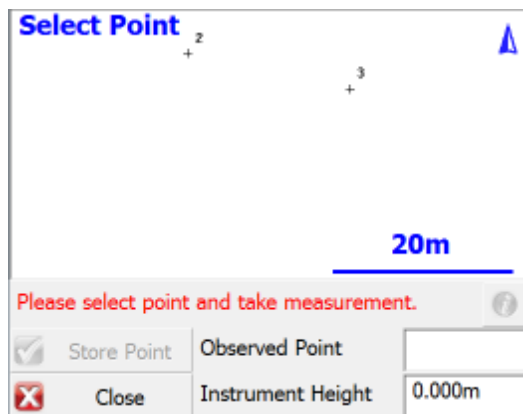 Select Point
2
3
20m
Please select point and take measurement.
Store Point Observed Point
Close Instrument Height 0.000m